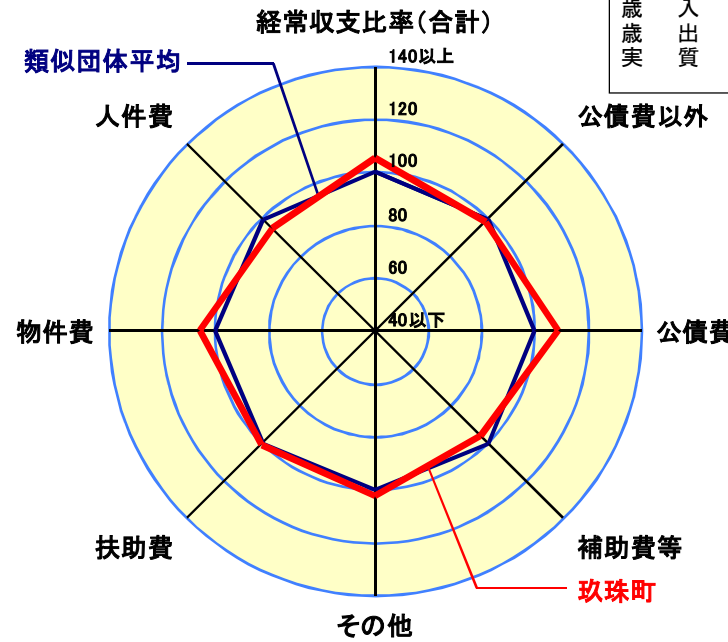 歳 入
歳 出
実 質
経常収支比率(合計)
類似団体平均
140以上
人件費
公債費以外
120
100
80
60
40以下
物件費
公債費
扶助費
補助費等
玖珠町
その他